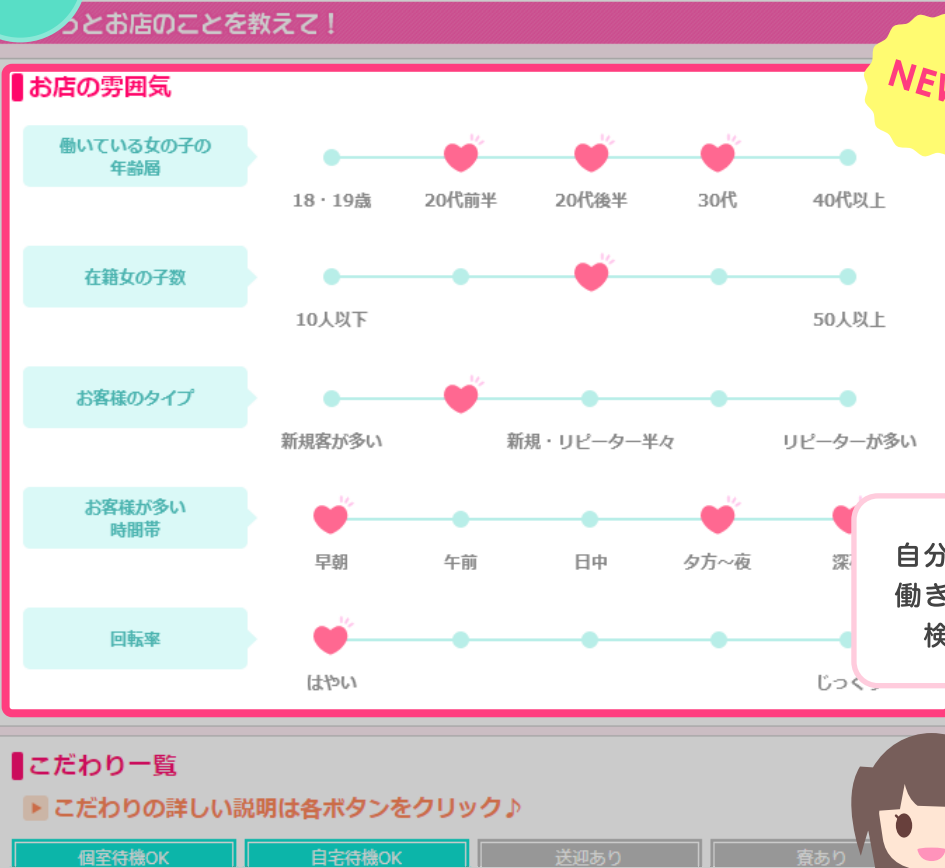 っとお店のことを教えて！
NEW
お店の雰囲気
働いている女の子の
年齢層
18・19歳 20代前半 20代後半 30代 40代以上
在籍女の子数
10人以下 50人以上
お客様のタイプ
新規客が多い 新規・リピーター半々 リピーターが多い
お客様が多い
時間帯
早朝 午前 日中 夕方～夜 深
自分
働き
検
回転率
はやい じっく
こだわり一覧
こだわりの詳しい説明は各ボタンをクリック♪
個室待機OK 自宅待機OK 送迎あり 寮あり